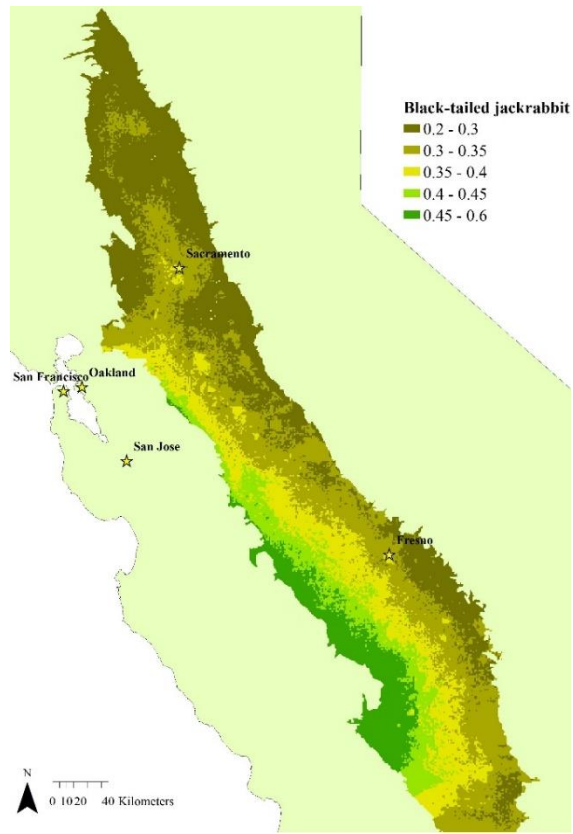 Black-tailed jackrabbit
0.2 - 0.3
0.3 - 0.35
0.35 - 0.4
0.4 - 0.45
0.45 - 0.6
Sacramento
San Francisco
Oakland
San Jose
Fresno
N
0 10 20 40 Kilometers